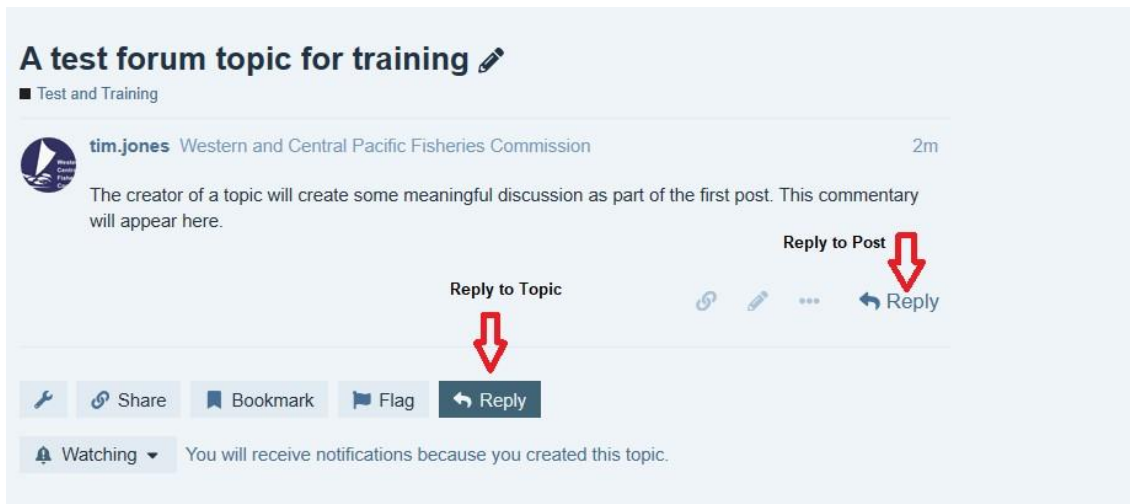 A test forum topic for training
Test and Training
tim.jones Western and Central Pacific Fisheries Commission 2m
The creator of a topic will create some meaningful discussion as part of the first post. This commentary
will appear here.
Reply to Post
Reply to Topic
Reply
Share Bookmark Flag Reply
Watching You will receive notifications because you created this topic.